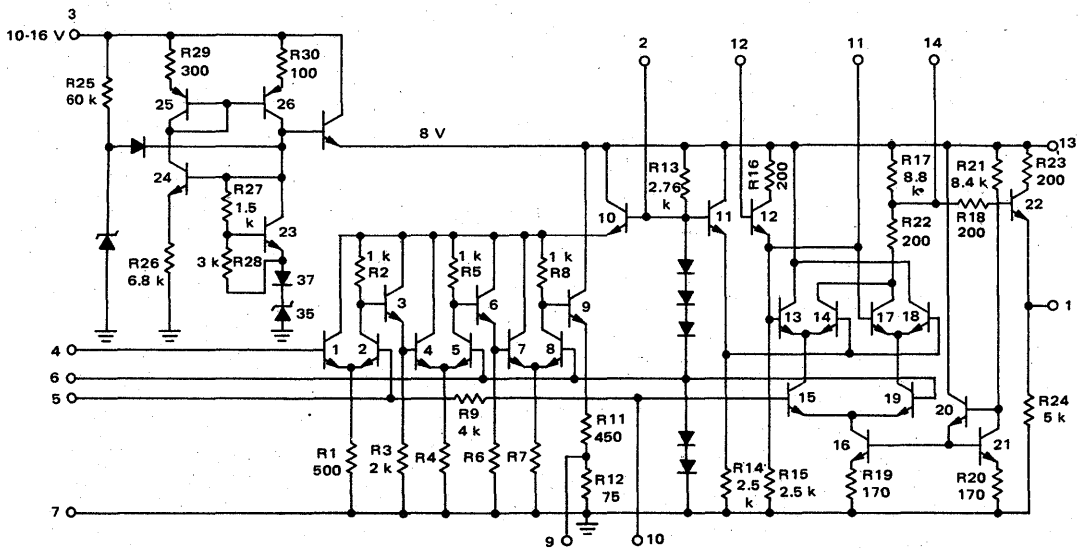 3
10-16 V
R29
300
R30
100
R25
60 k
25
26
8 V
24
R27
1.5
k
23
3 k
R28
R26
6.8 k
37
35
2
12
11
14
13
R13
2.76
k
R16
200
R17
8.8
k
R21
8.4 k
R23
200
22
10
11
12
R18
200
R22
200
1 k
R2
3
1 k
R5
6
1 k
R8
9
13
14
17
18
1
4
1
2
4
5
7
8
6
5
R9
4 k
15
19
20
R24
5 k
R11
450
16
21
R1
500
R3
2 k
R4
R6
R7
R12
75
R14
2.5
k
R15
2.5 k
R19
170
R20
170
7
9
10